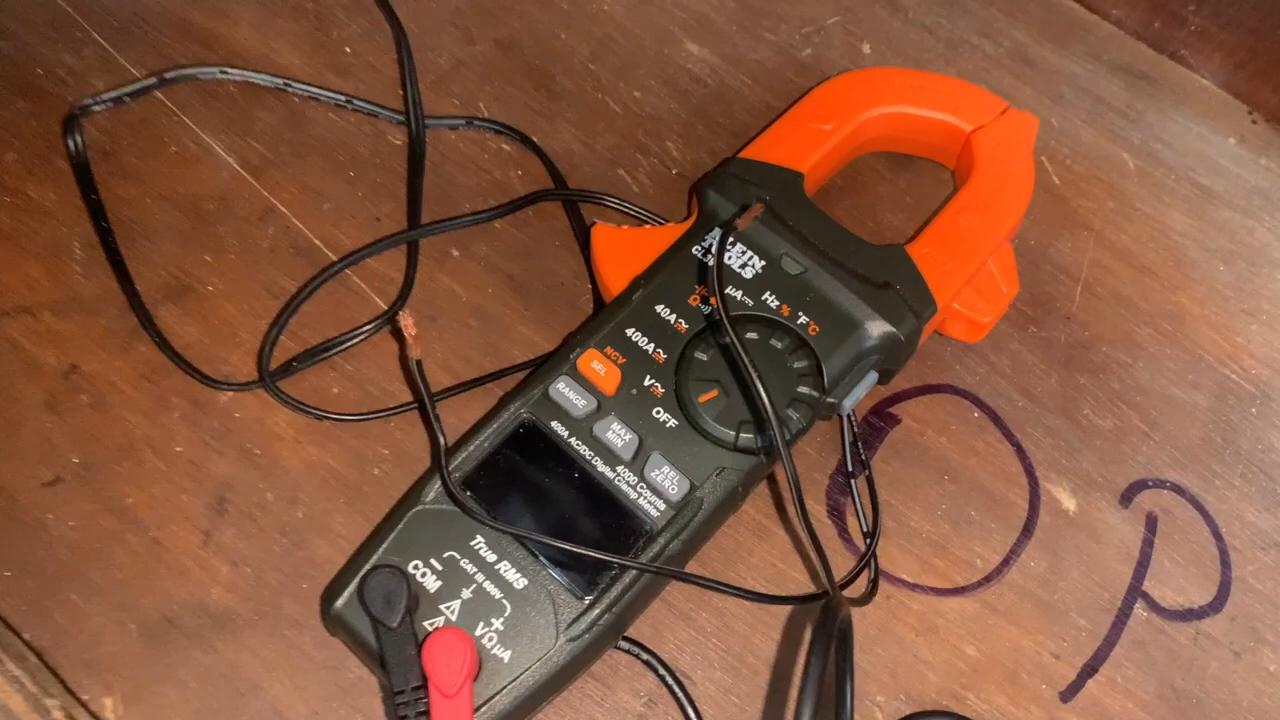 KLEIN
TOOLS
CL3
μA
Hz % °F°C
40A
400A
V
OFF
NCV
SEL
RANGE
MAX
MIN
REL
ZERO
400A AC/DC Digital Clamp Meter
4000 Counts
True RMS
CAT III 600V
COM
VΩμA
OP